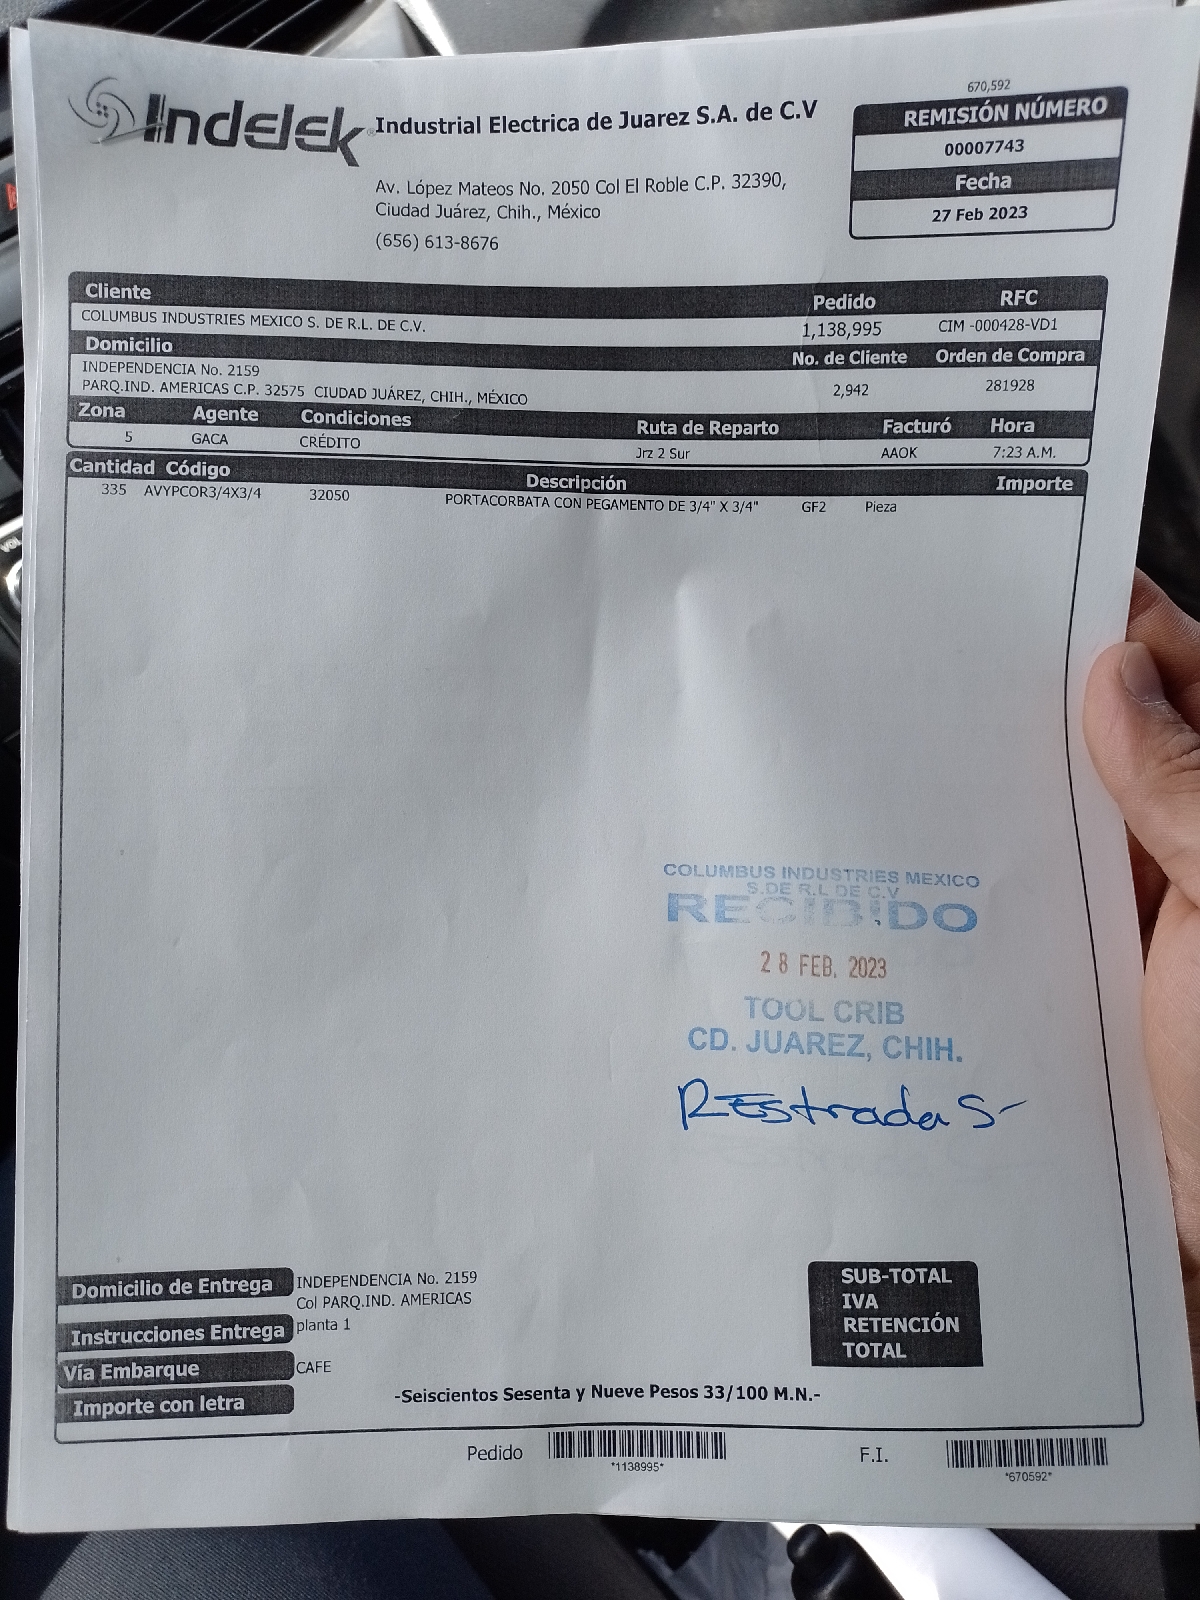 670,592
Indelek
Industrial Electrica de Juarez S.A. de C.V
REMISIÓN NÚMERO
00007743
Fecha
27 Feb 2023
Av. López Mateos No. 2050 Col El Roble C.P. 32390,
Ciudad Juárez, Chih., México
(656) 613-8676
Cliente Pedido RFC
COLUMBUS INDUSTRIES MEXICO S. DE R.L. DE C.V. 1,138,995 CIM -000428-VD1
Domicilio No. de Cliente Orden de Compra
INDEPENDENCIA No. 2159
PARQ.IND. AMERICAS C.P. 32575 CIUDAD JUÁREZ, CHIH., MÉXICO 2,942 281928
Zona Agente Condiciones Ruta de Reparto Facturó Hora
5 GACA CRÉDITO Jrz 2 Sur AAOK 7:23 A.M.
Cantidad Código Descripción Importe
335 AVYPCOR3/4X3/4 32050 PORTACORBATA CON PEGAMENTO DE 3/4" X 3/4" GF2 Pieza
COLUMBUS INDUSTRIES MEXICO
S.DE R.L DE C.V
RECIBIDO
28 FEB. 2023
TOOL CRIB
CD. JUAREZ, CHIH.
REstrada S
Domicilio de Entrega INDEPENDENCIA No. 2159
Col PARQ.IND. AMERICAS
Instrucciones Entrega planta 1
Vía Embarque CAFE
Importe con letra -Seiscientos Sesenta y Nueve Pesos 33/100 M.N.-
SUB-TOTAL
IVA
RETENCIÓN
TOTAL
Pedido *1138995* F.I. *670592*
VOL